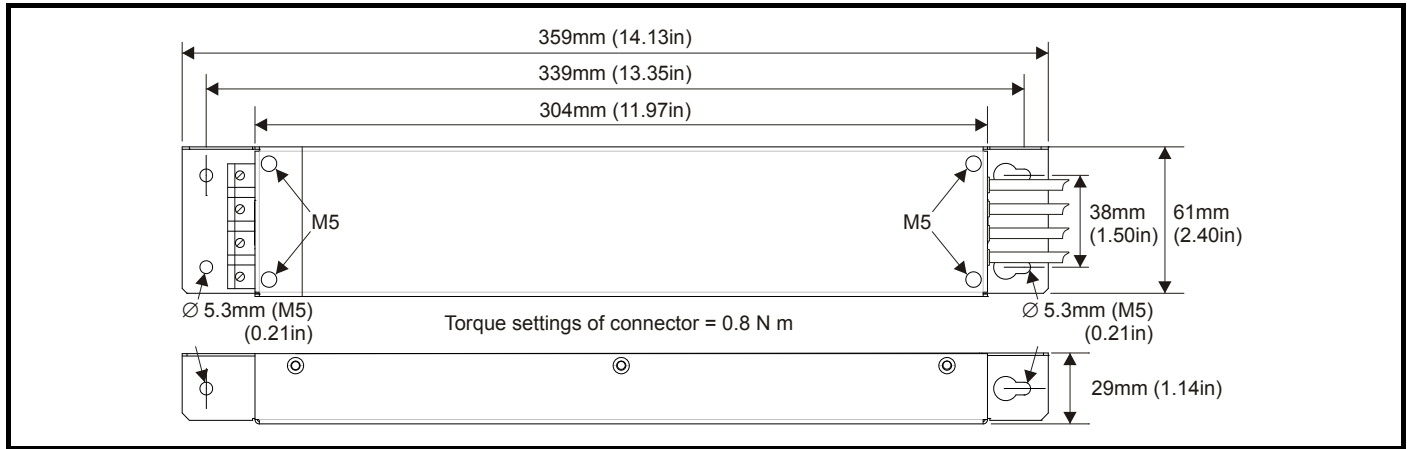 359mm (14.13in)
339mm (13.35in)
304mm (11.97in)
M5
M5
38mm
(1.50in)
61mm
(2.40in)
∅ 5.3mm (M5)
(0.21in)
Torque settings of connector = 0.8 N m
∅ 5.3mm (M5)
(0.21in)
29mm (1.14in)